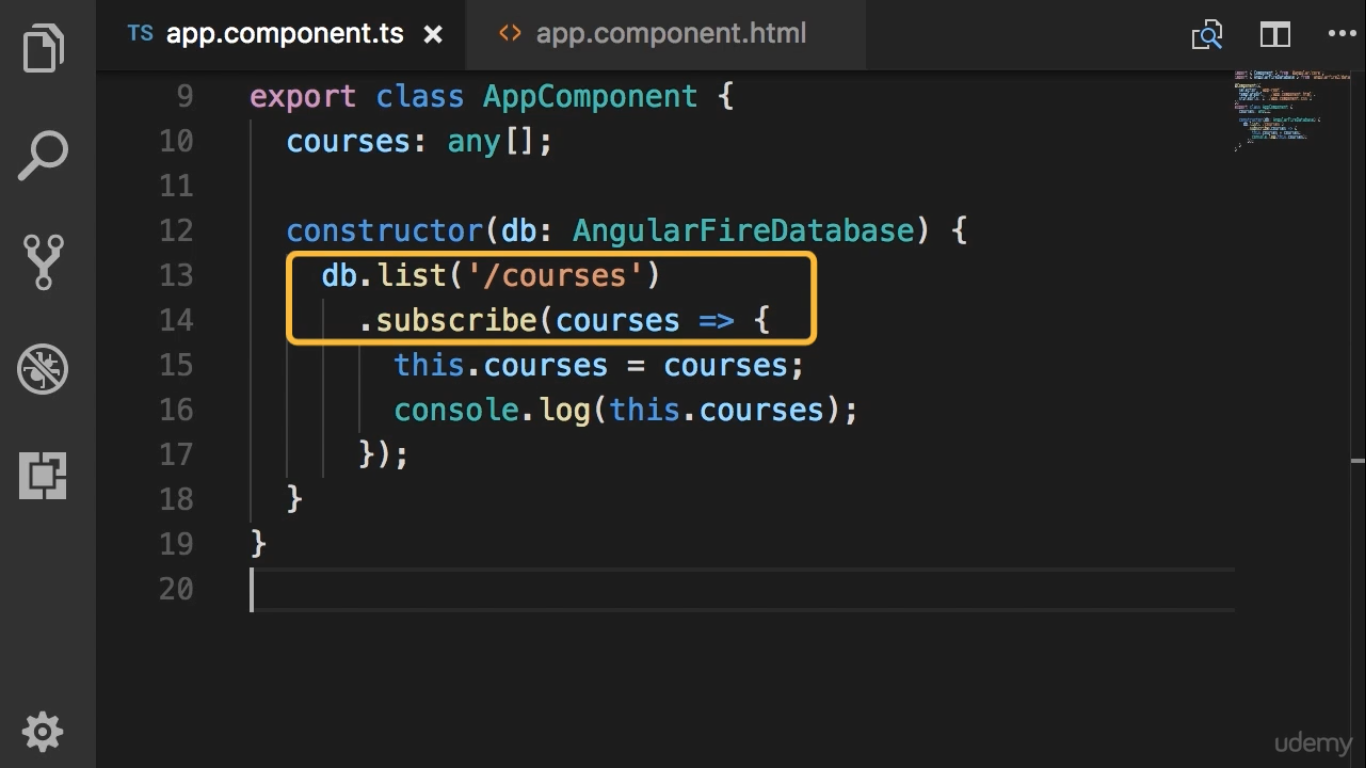 TS app.component.ts × <> app.component.html
9 export class AppComponent {
10 courses: any[];
11
12 constructor(db: AngularFireDatabase) {
13 db.list('/courses')
14 .subscribe(courses => {
15 this.courses = courses;
16 console.log(this.courses);
17 });
18 }
19 }
20
udemy